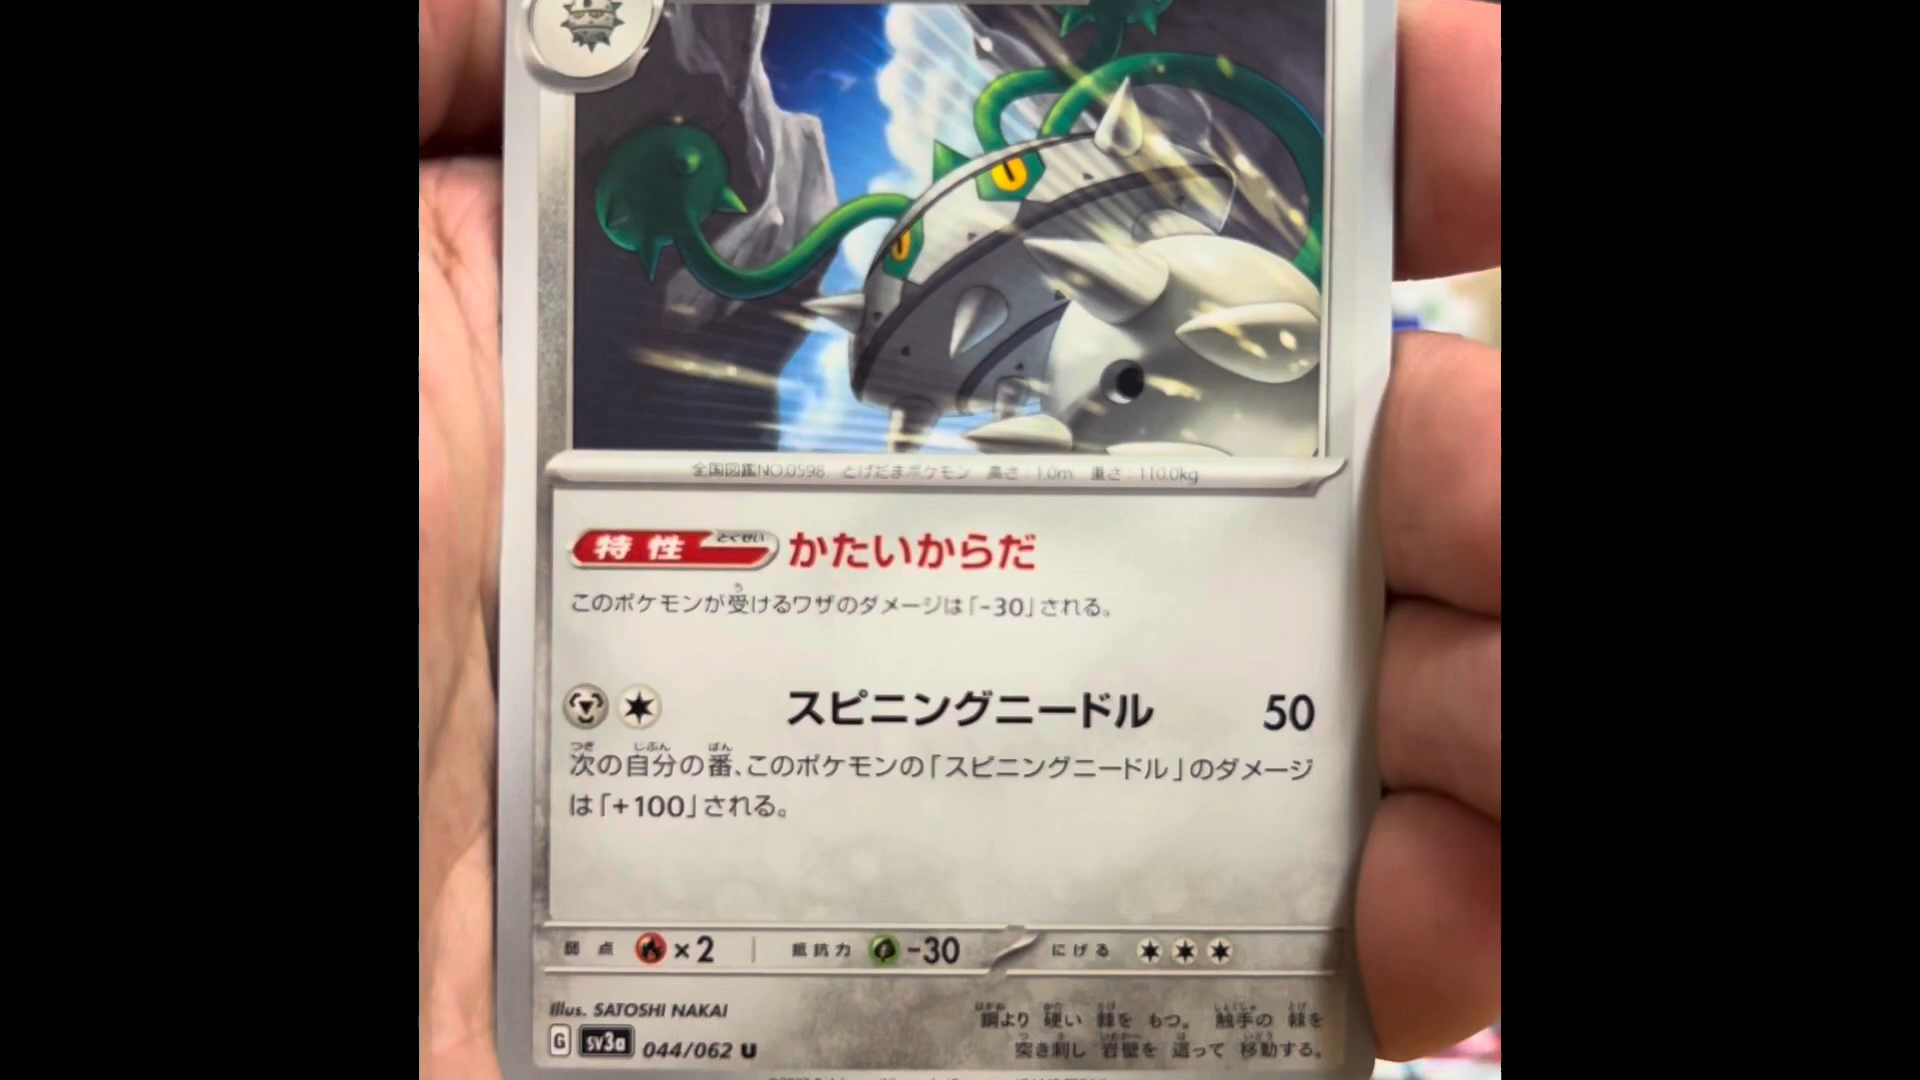 全国図鑑NO.0598 とげだまポケモン 高さ:1.0m 重さ:110.0kg
特性 とくせい かたいからだ
このポケモンが受けるワザのダメージは「-30」される。
スピニングニードル 50
次の自分の番、このポケモンの「スピニングニードル」のダメージ
は「+100」される。
弱点 ×2 抵抗力 -30 にげる
illus. SATOSHI NAKAI
鋼より 硬い 棘を もつ。 触手の 棘を
突き刺し 岩壁を 這って 移動する。
G sv3a 044/062 U